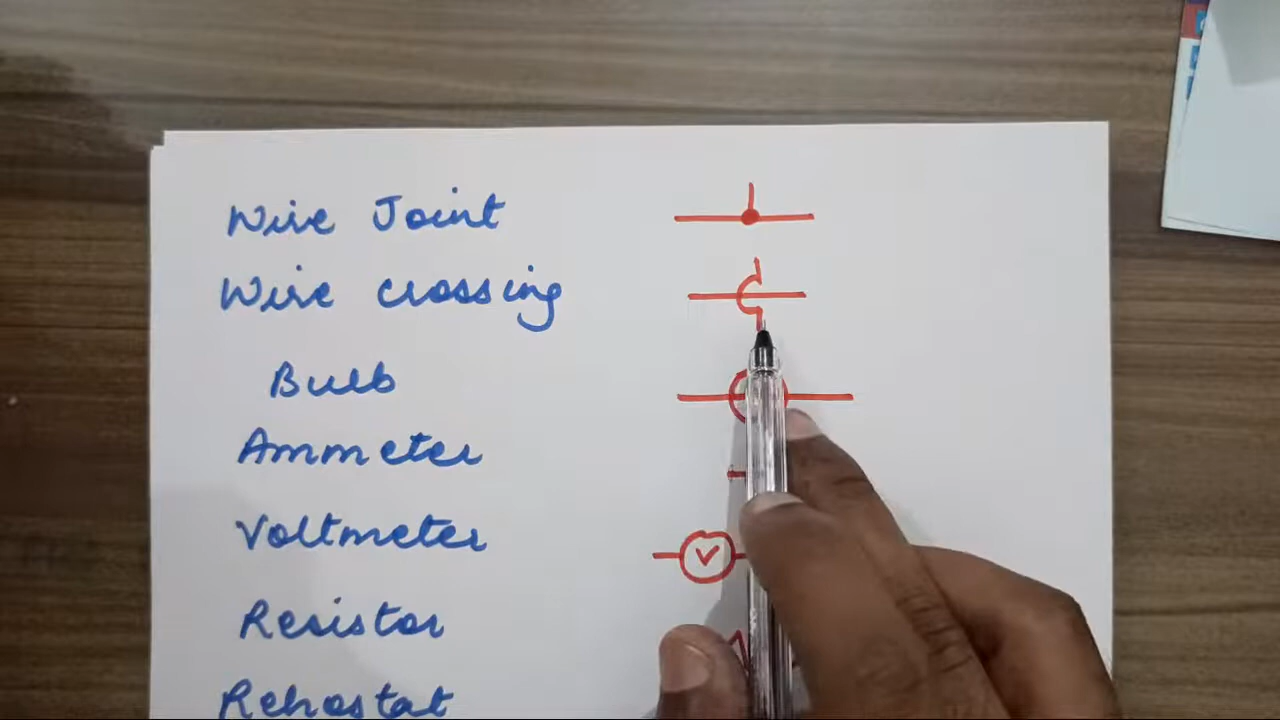 Wire Joint
Wire crossing
Bulb
Ammeter
Voltmeter
V
Resistor
Rehostat